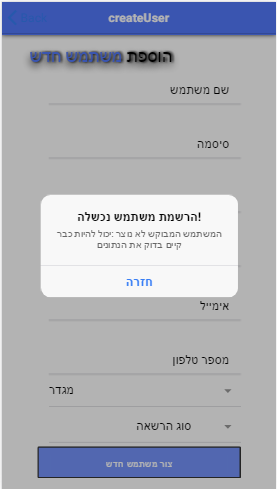 createUser
הוספת משתמש חדש
שם משתמש
סיסמה
הרשמת משתמש נכשלה!
המשתמש המבוקש לא נוצר :יכול להיות כבר
קיים בדוק את הנתונים
חזרה
אימייל
מספר טלפון
מגדר
סוג הרשאה
צור משתמש חדש